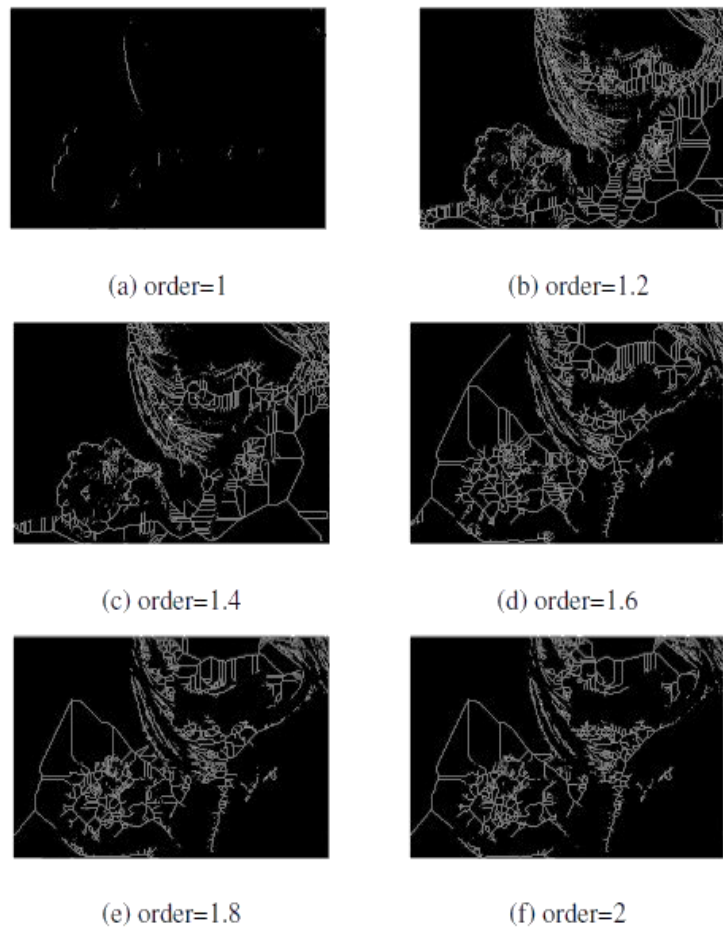 (a) order=1
(b) order=1.2
(c) order=1.4
(d) order=1.6
(e) order=1.8
(f) order=2